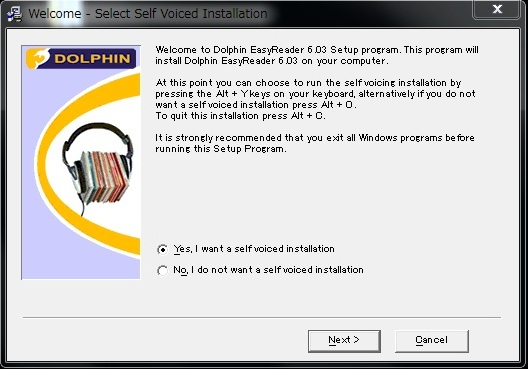 Welcome - Select Self Voiced Installation
DOLPHIN
Welcome to Dolphin EasyReader 6.03 Setup program. This program will
install Dolphin EasyReader 6.03 on your computer.
At this point you can choose to run the self voicing installation by
pressing the Alt + Y keys on your keyboard, alternatively if you do not
want a self voiced installation press Alt + O.
To quit this installation press Alt + C.
It is strongly recommended that you exit all Windows programs before
running this Setup Program.
Yes, I want a self voiced installation
No, I do not want a self voiced installation
Next >
Cancel